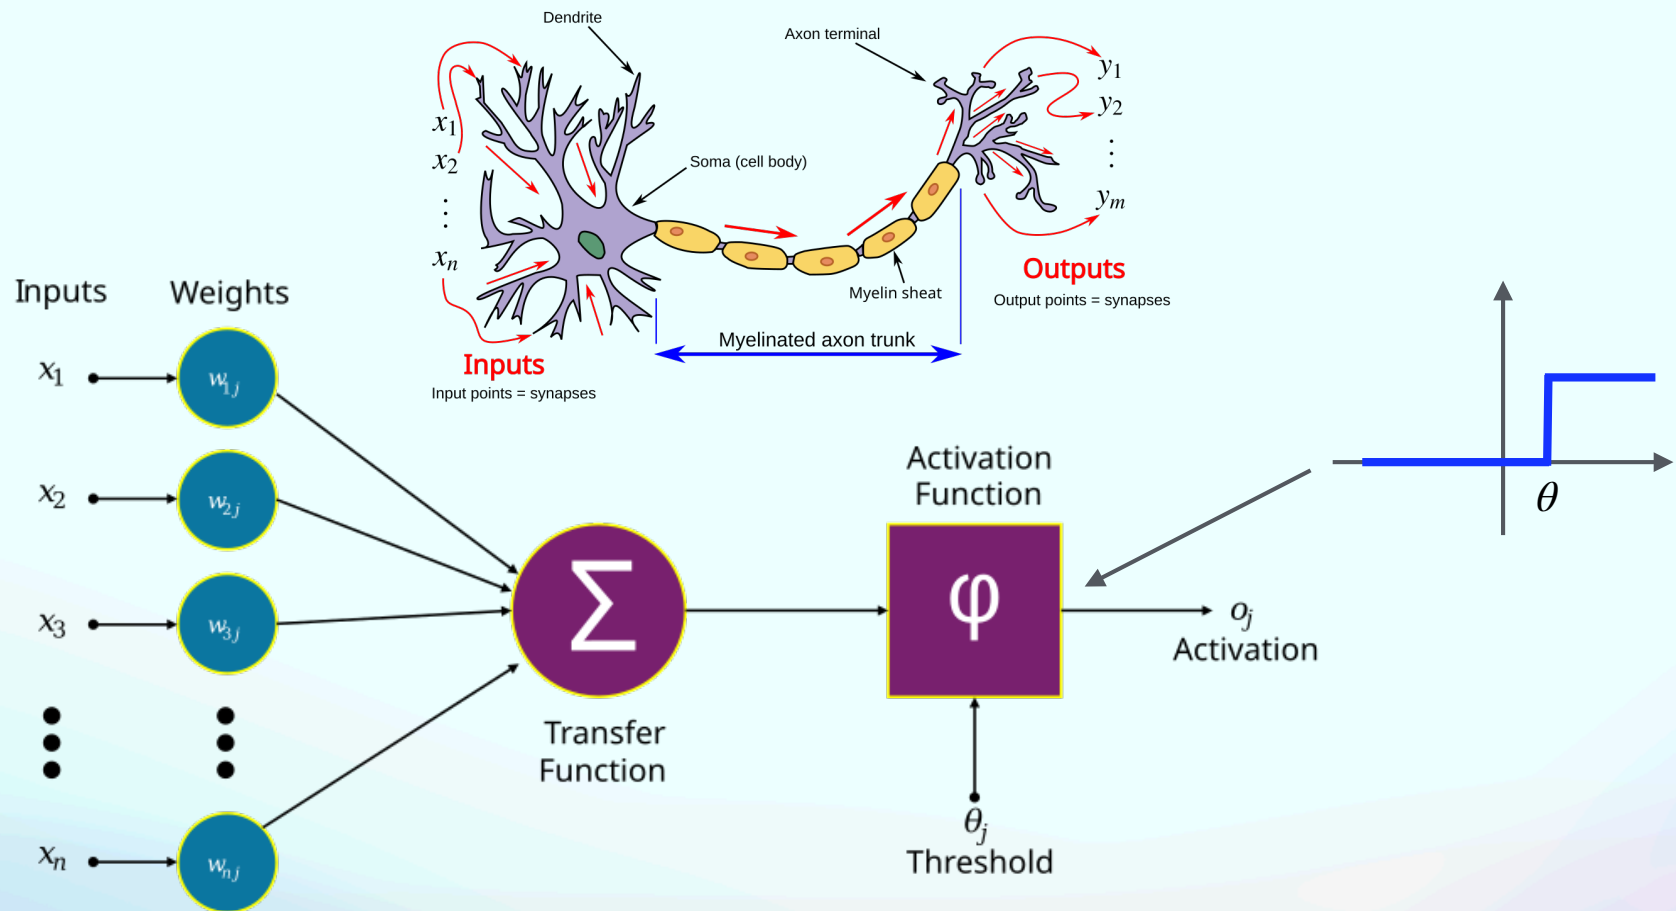 Dendrite
Axon terminal
x1
x2
⋮
xn
Soma (cell body)
y1
y2
⋮
ym
Myelin sheat
Outputs
Output points = synapses
Myelinated axon trunk
Inputs
Input points = synapses
Inputs
Weights
x1
w1j
x2
w2j
x3
w3j
xn
wnj
Σ
Transfer
Function
Activation
Function
φ
oj
Activation
θj
Threshold
θ